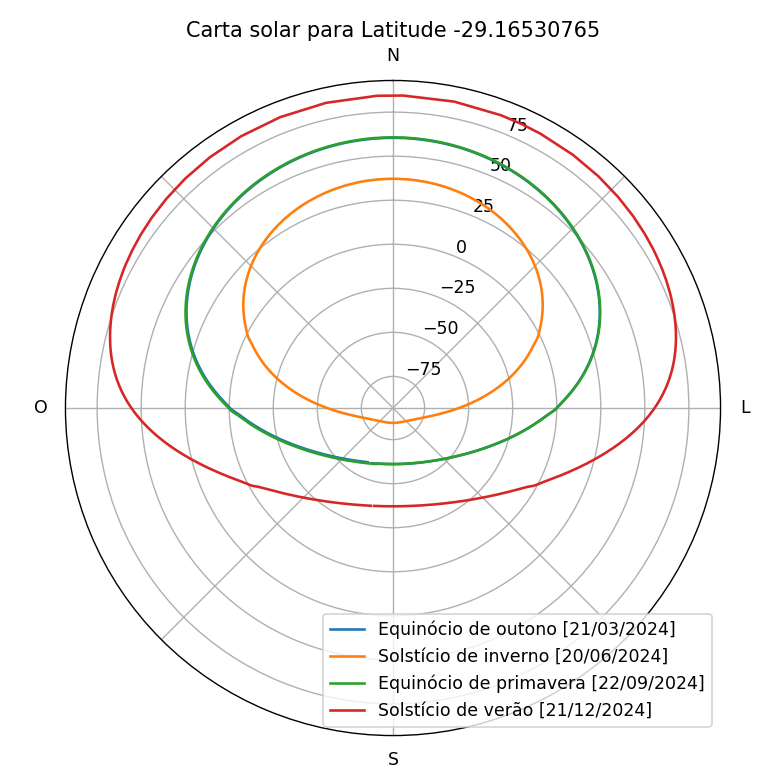 Carta solar para Latitude -29.16530765
N
75
50
25
0
−25
−50
−75
O
L
Equinócio de outono [21/03/2024]
Solstício de inverno [20/06/2024]
Equinócio de primavera [22/09/2024]
Solstício de verão [21/12/2024]
S